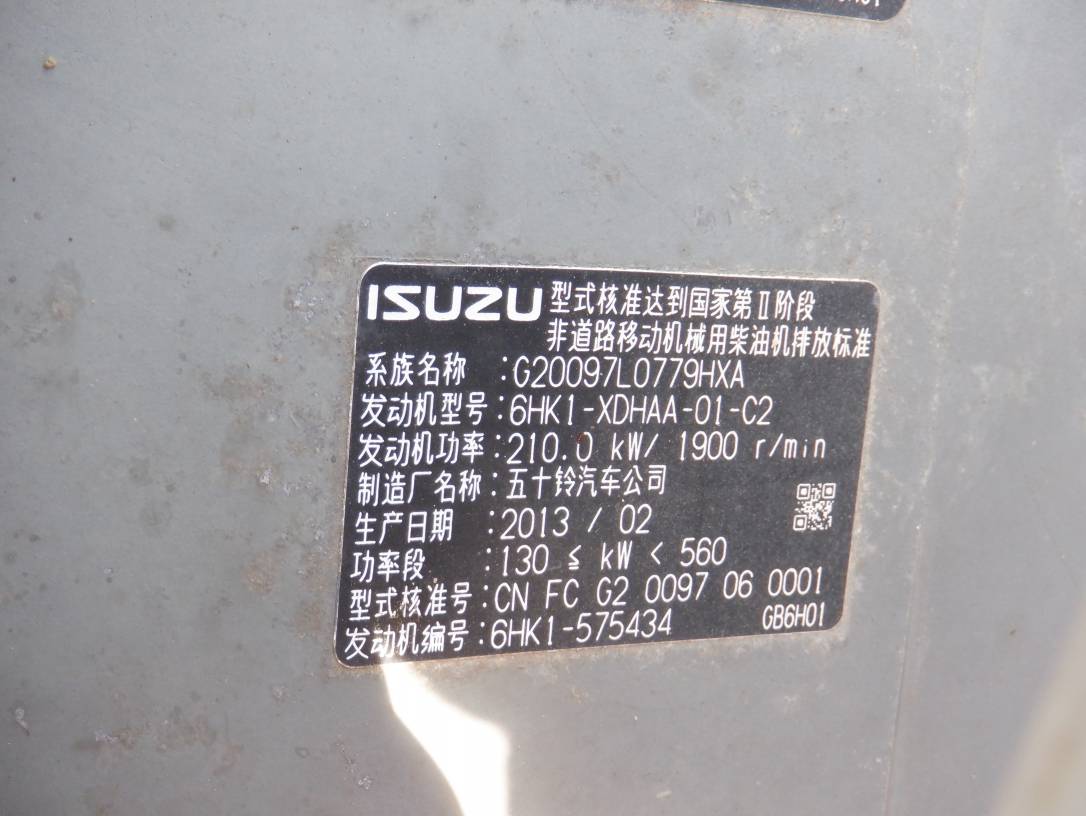 ISUZU 型式核准达到国家第Ⅱ阶段
非道路移动机械用柴油机排放标准
系族名称 :G20097L0779HXA
发动机型号:6HK1-XDHAA-01-C2
发动机功率:210.0 kW/ 1900 r/min
制造厂名称:五十铃汽车公司
生产日期 :2013 / 02
功率段 :130 ≤ kW < 560
型式核准号:CN FC G2 0097 06 0001
发动机编号:6HK1-575434 GB6H01